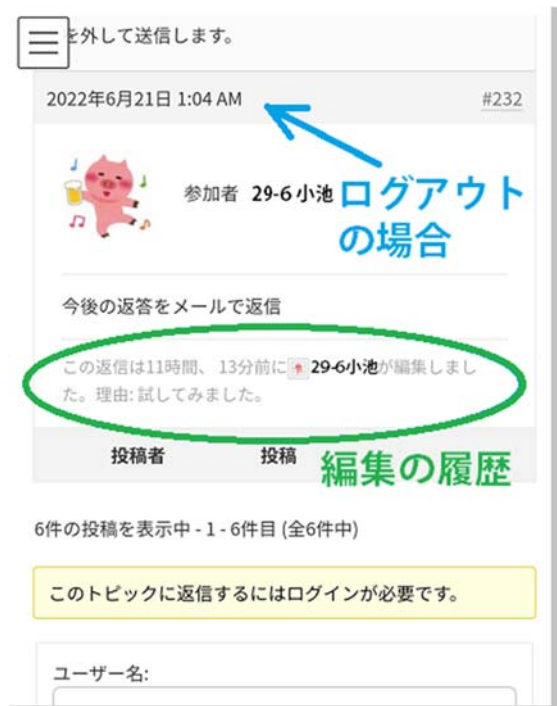 を外して送信します。
2022年6月21日 1:04 AM
#232
参加者 29-6 小池
ログアウト
の場合
今後の返答をメールで返信
この返信は11時間、 13分前に 29-6小池が編集しまし
た。理由: 試してみました。
投稿者 投稿
編集の履歴
6件の投稿を表示中 - 1 - 6件目 (全6件中)
このトピックに返信するにはログインが必要です。
ユーザー名: